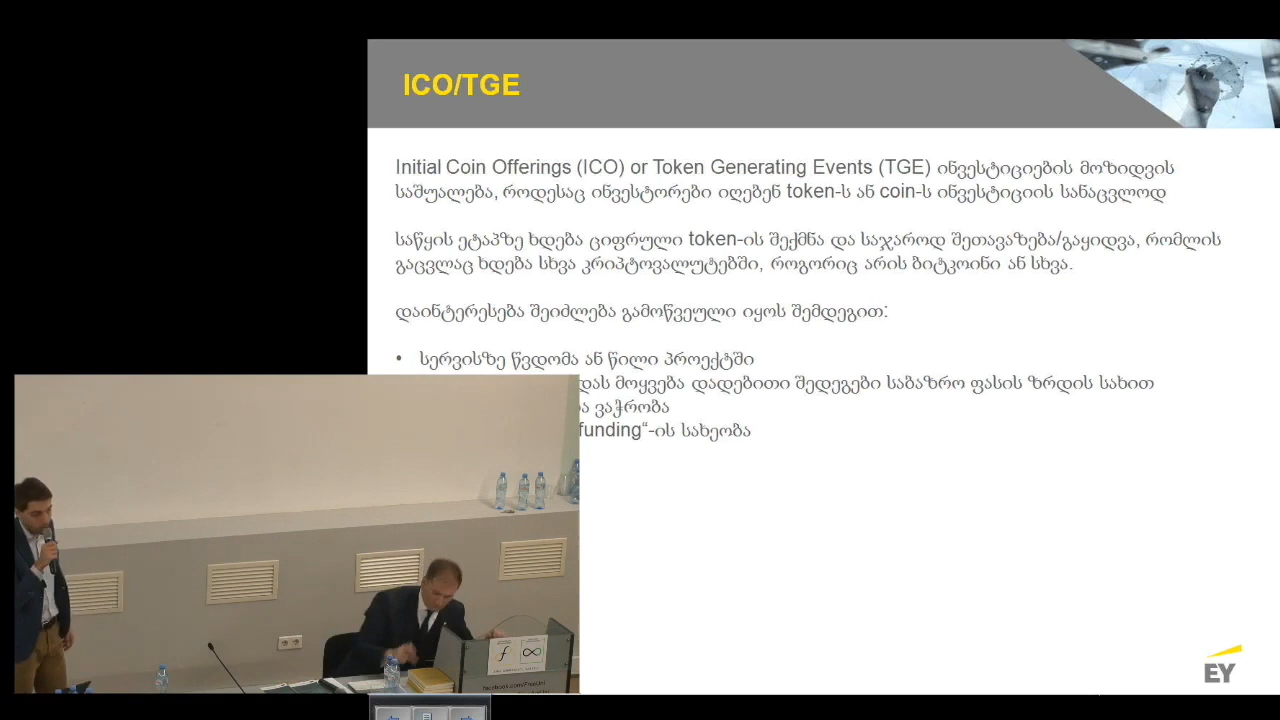 ICO/TGE
Initial Coin Offerings (ICO) or Token Generating Events (TGE) ინვესტიციების მოზიდვის
საშუალება, როდესაც ინვესტორები იღებენ token-ს ან coin-ს ინვესტიციის სანაცვლოდ
საწყის ეტაპზე ხდება ციფრული token-ის შექმნა და საჯაროდ შეთავაზება/გაყიდვა, რომლის
გაცვლაც ხდება სხვა კრიპტოვალუტებში, როგორიც არის ბიტკოინი ან სხვა.
დაინტერესება შეიძლება გამოწვეული იყოს შემდეგით:
• სერვისზე წვდომა ან წილი პროექტში
მოყვება დადებითი შედეგები საბაზრო ფასის ზრდის სახით
ვაჭრობა
funding“-ის სახეობა
EY